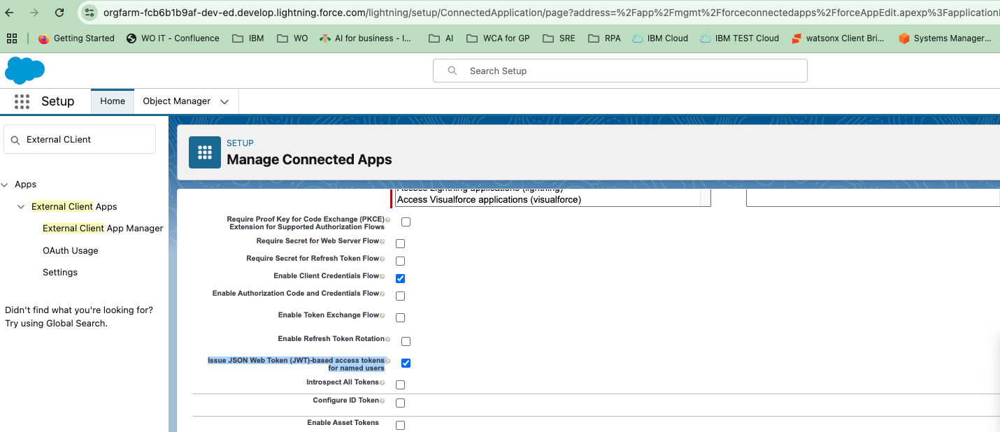 orgfarm-fcb6b1b9af-dev-ed.develop.lightning.force.com/lightning/setup/ConnectedApplication/page?address=%2Fapp%2Fmgmt%2Fforceconnectedapps%2FforceAppEdit.apexp%3Fapplication
Getting Started WO IT - Confluence IBM WO AI for business - I... AI WCA for GP SRE RPA IBM Cloud IBM TEST Cloud watsonx Client Bri... Systems Manager...
Search Setup
Setup Home Object Manager
External CLient
SETUP
Manage Connected Apps
Apps
External Client Apps
External Client App Manager
OAuth Usage
Settings
Didn't find what you're looking for?
Try using Global Search.
Access Lightning applications (lightning)
Access Visualforce applications (visualforce)
Require Proof Key for Code Exchange (PKCE)
Extension for Supported Authorization Flows
Require Secret for Web Server Flow
Require Secret for Refresh Token Flow
Enable Client Credentials Flow
Enable Authorization Code and Credentials Flow
Enable Token Exchange Flow
Enable Refresh Token Rotation
Issue JSON Web Token (JWT)-based access tokens
for named users
Introspect All Tokens
Configure ID Token
Enable Asset Tokens